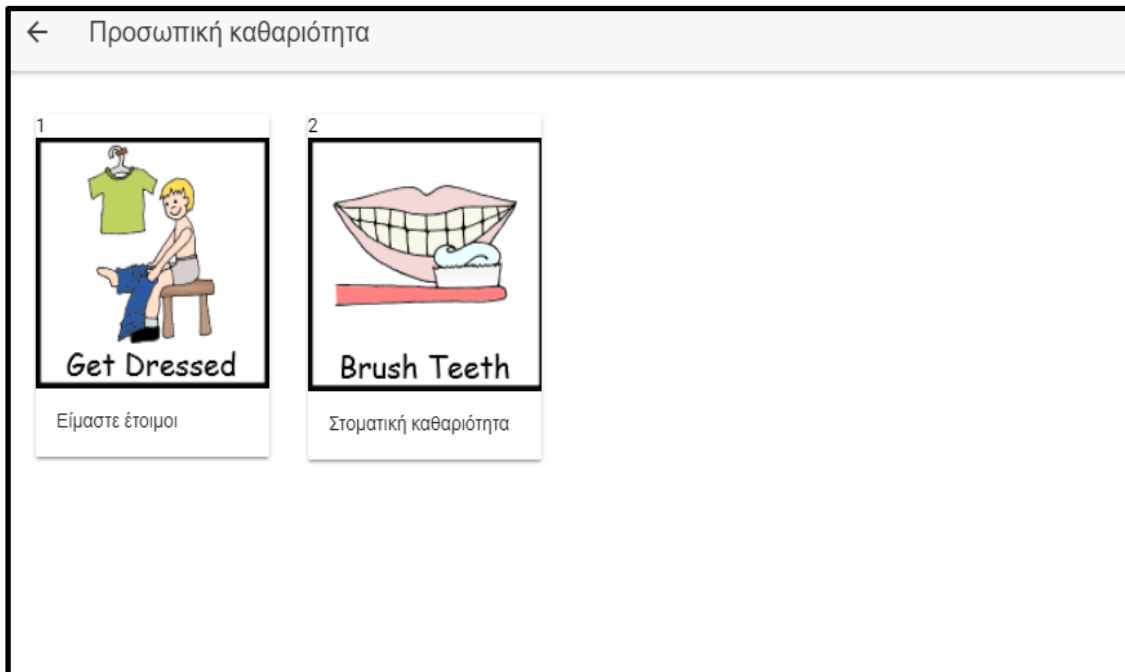 Προσωπική καθαριότητα
1
Get Dressed
Είμαστε έτοιμοι
2
Brush Teeth
Στοματική καθαριότητα